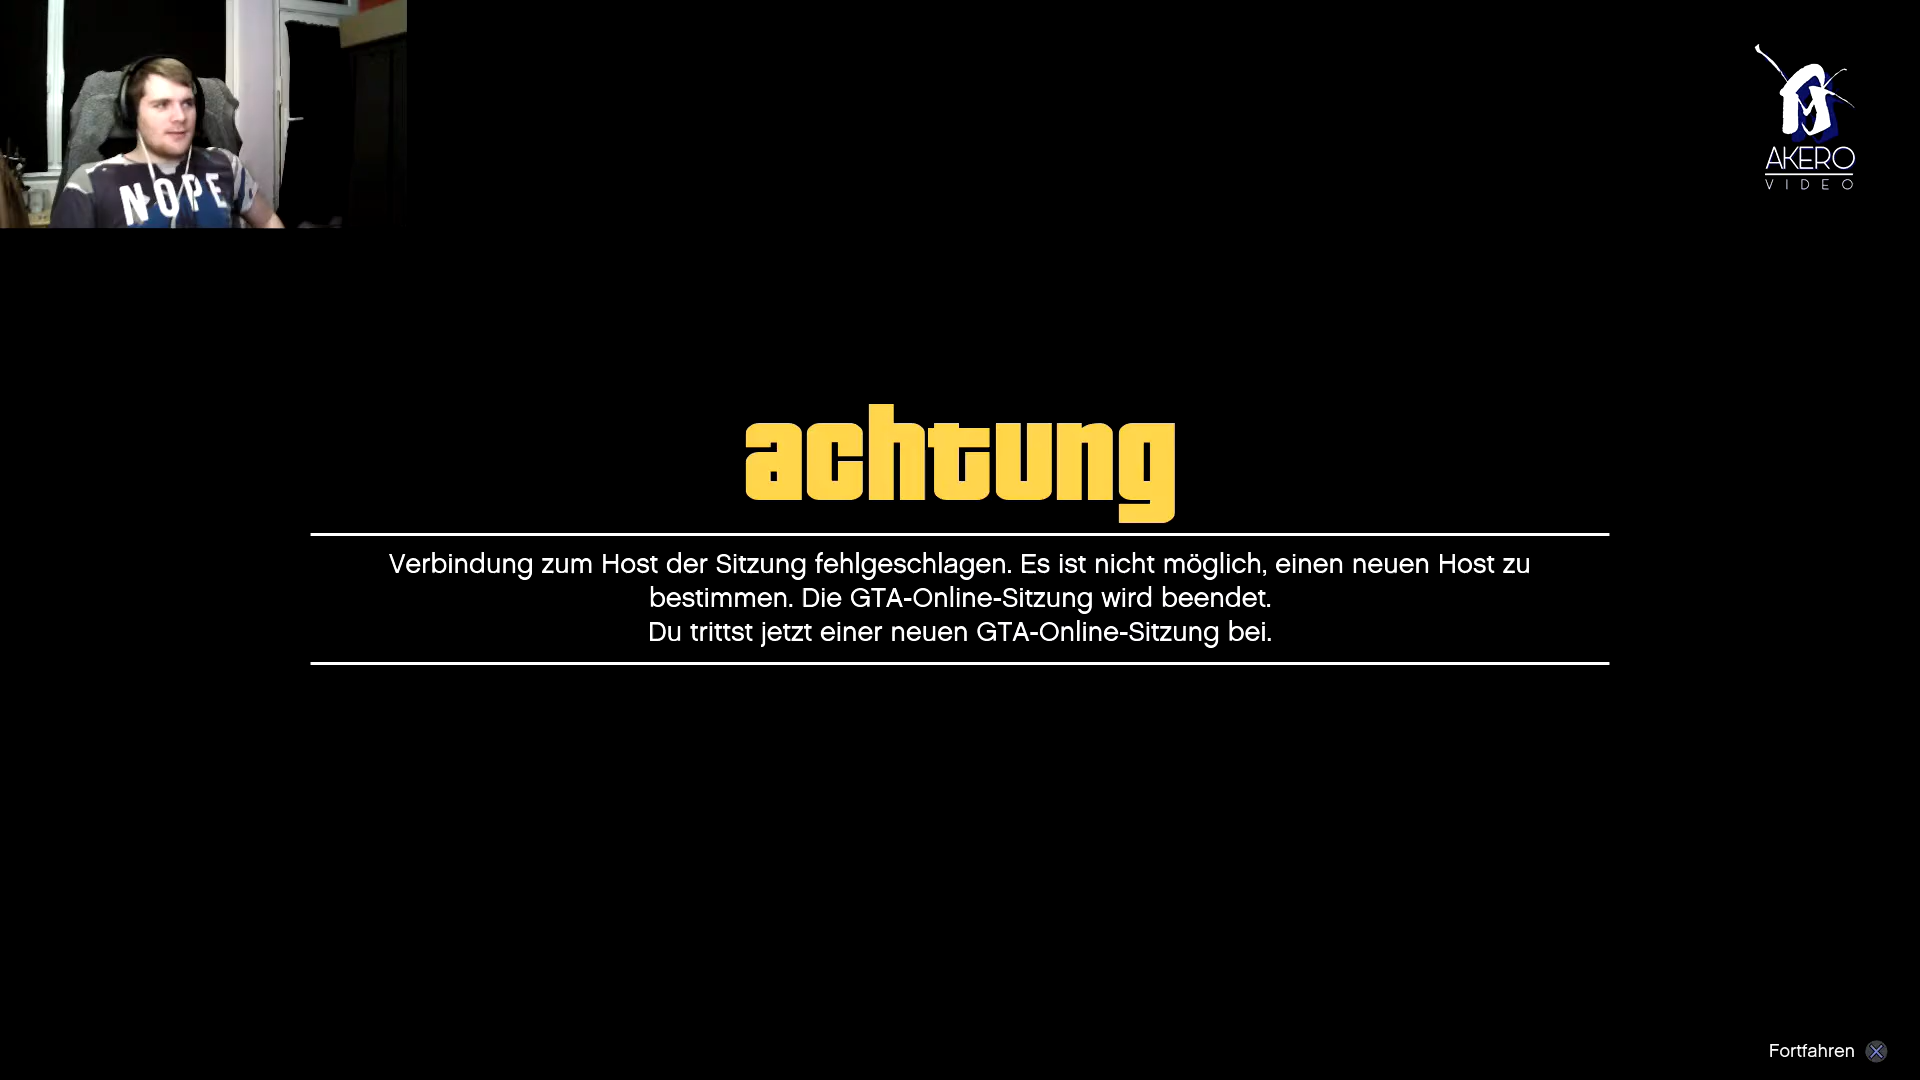 NOPE
AKERO
VIDEO
achtung
Verbindung zum Host der Sitzung fehlgeschlagen. Es ist nicht möglich, einen neuen Host zu
bestimmen. Die GTA-Online-Sitzung wird beendet.
Du trittst jetzt einer neuen GTA-Online-Sitzung bei.
Fortfahren